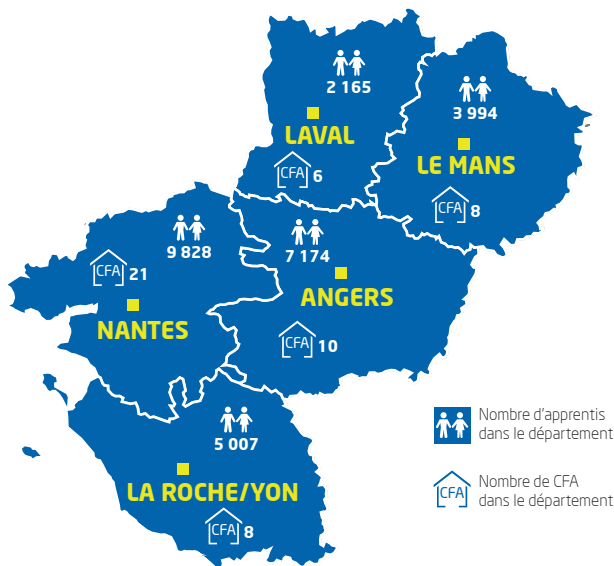 2 165
LAVAL
CFA 6
3 994
LE MANS
CFA 8
9 828
CFA 21
NANTES
7 174
ANGERS
CFA 10
5 007
LA ROCHE/YON
CFA 8
Nombre d'apprentis
dans le département
CFA
Nombre de CFA
dans le département